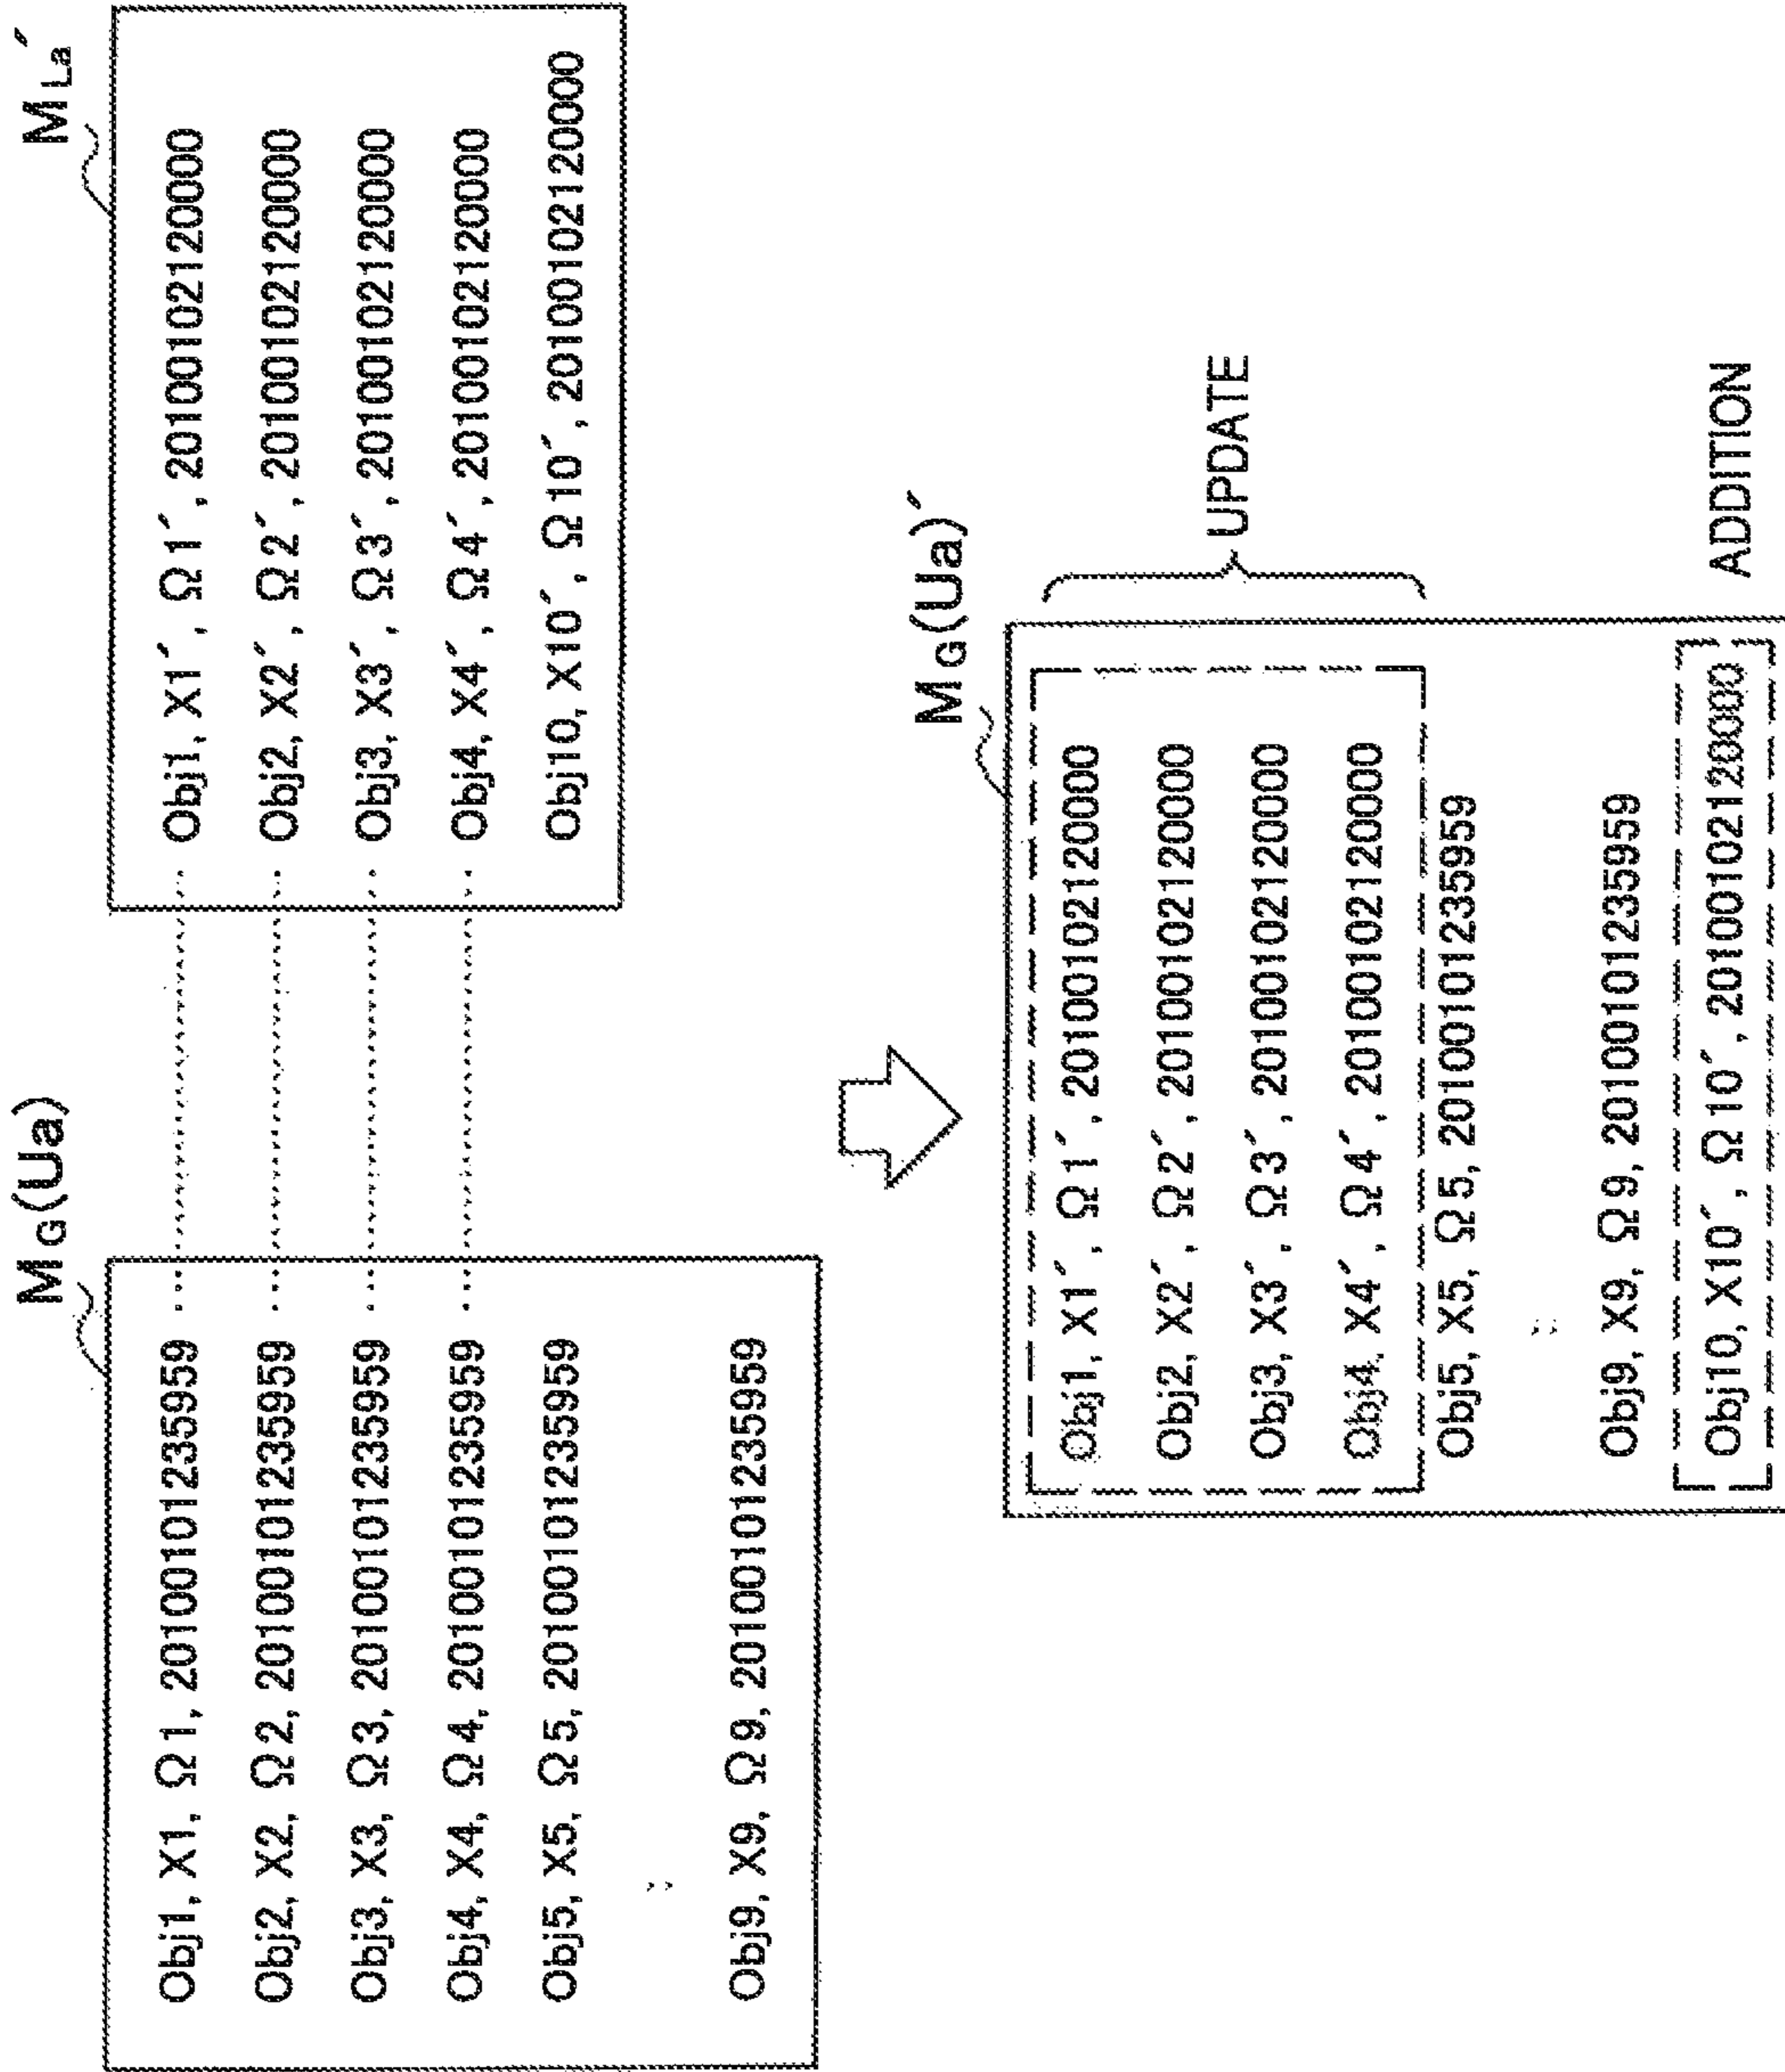 MG(Ua)
Obj1, X1, Ω1, 20100101235959 ...
Obj2, X2, Ω2, 20100101235959 ...
Obj3, X3, Ω3, 20100101235959 ...
Obj4, X4, Ω4, 20100101235959 ...
Obj5, X5, Ω5, 20100101235959
:
Obj9, X9, Ω9, 20100101235959
MLa´
Obj1, X1´, Ω1´, 20100102120000
Obj2, X2´, Ω2´, 20100102120000
Obj3, X3´, Ω3´, 20100102120000
Obj4, X4´, Ω4´, 20100102120000
Obj10, X10´, Ω10´, 20100102120000
MG(Ua)´
Obj1, X1´, Ω1´, 20100102120000
Obj2, X2´, Ω2´, 20100102120000
Obj3, X3´, Ω3´, 20100102120000
Obj4, X4´, Ω4´, 20100102120000
UPDATE
Obj5, X5, Ω5, 20100101235959
:
Obj9, X9, Ω9, 20100101235959
Obj10, X10´, Ω10´, 20100102120000
ADDITION